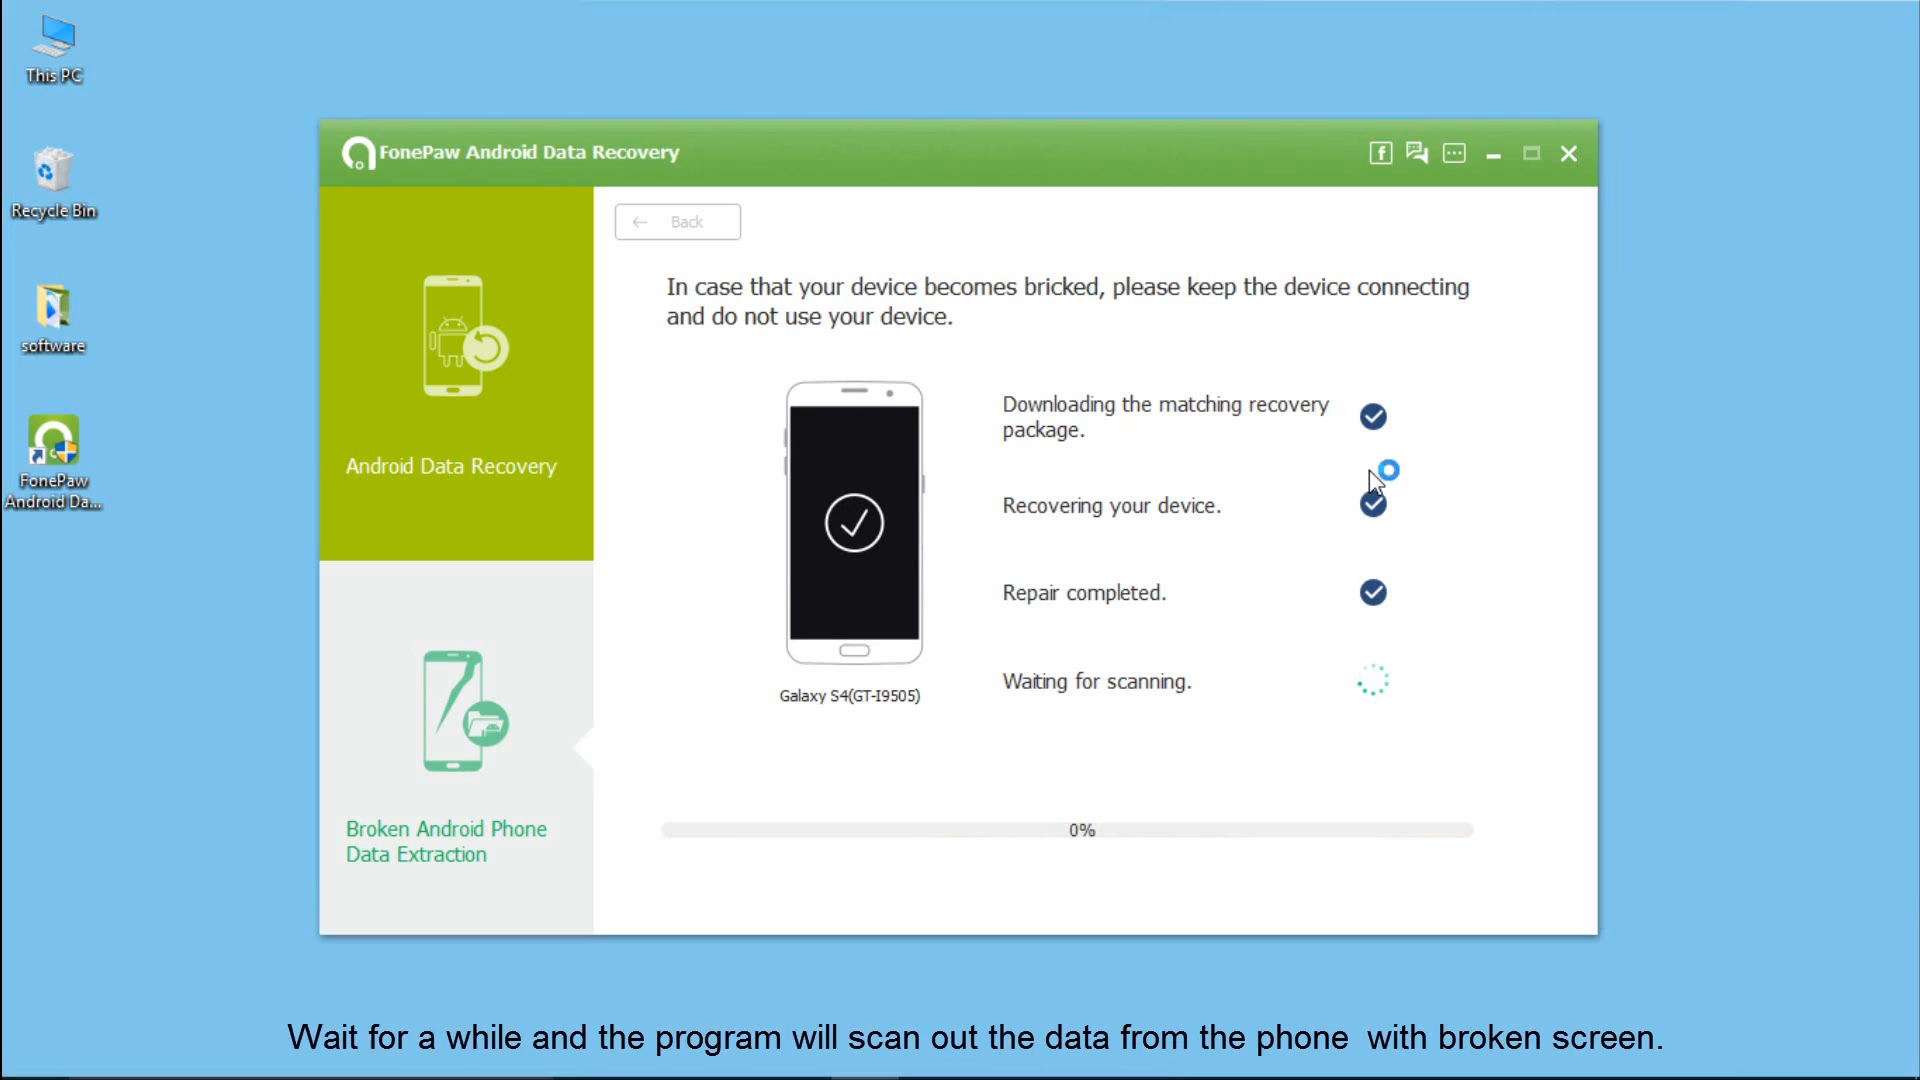 This PC
Recycle Bin
software
FonePaw
Android Da...
FonePaw Android Data Recovery
Back
In case that your device becomes bricked, please keep the device connecting
and do not use your device.
Android Data Recovery
Broken Android Phone
Data Extraction
Galaxy S4(GT-I9505)
Downloading the matching recovery
package.
Recovering your device.
Repair completed.
Waiting for scanning.
0%
Wait for a while and the program will scan out the data from the phone with broken screen.